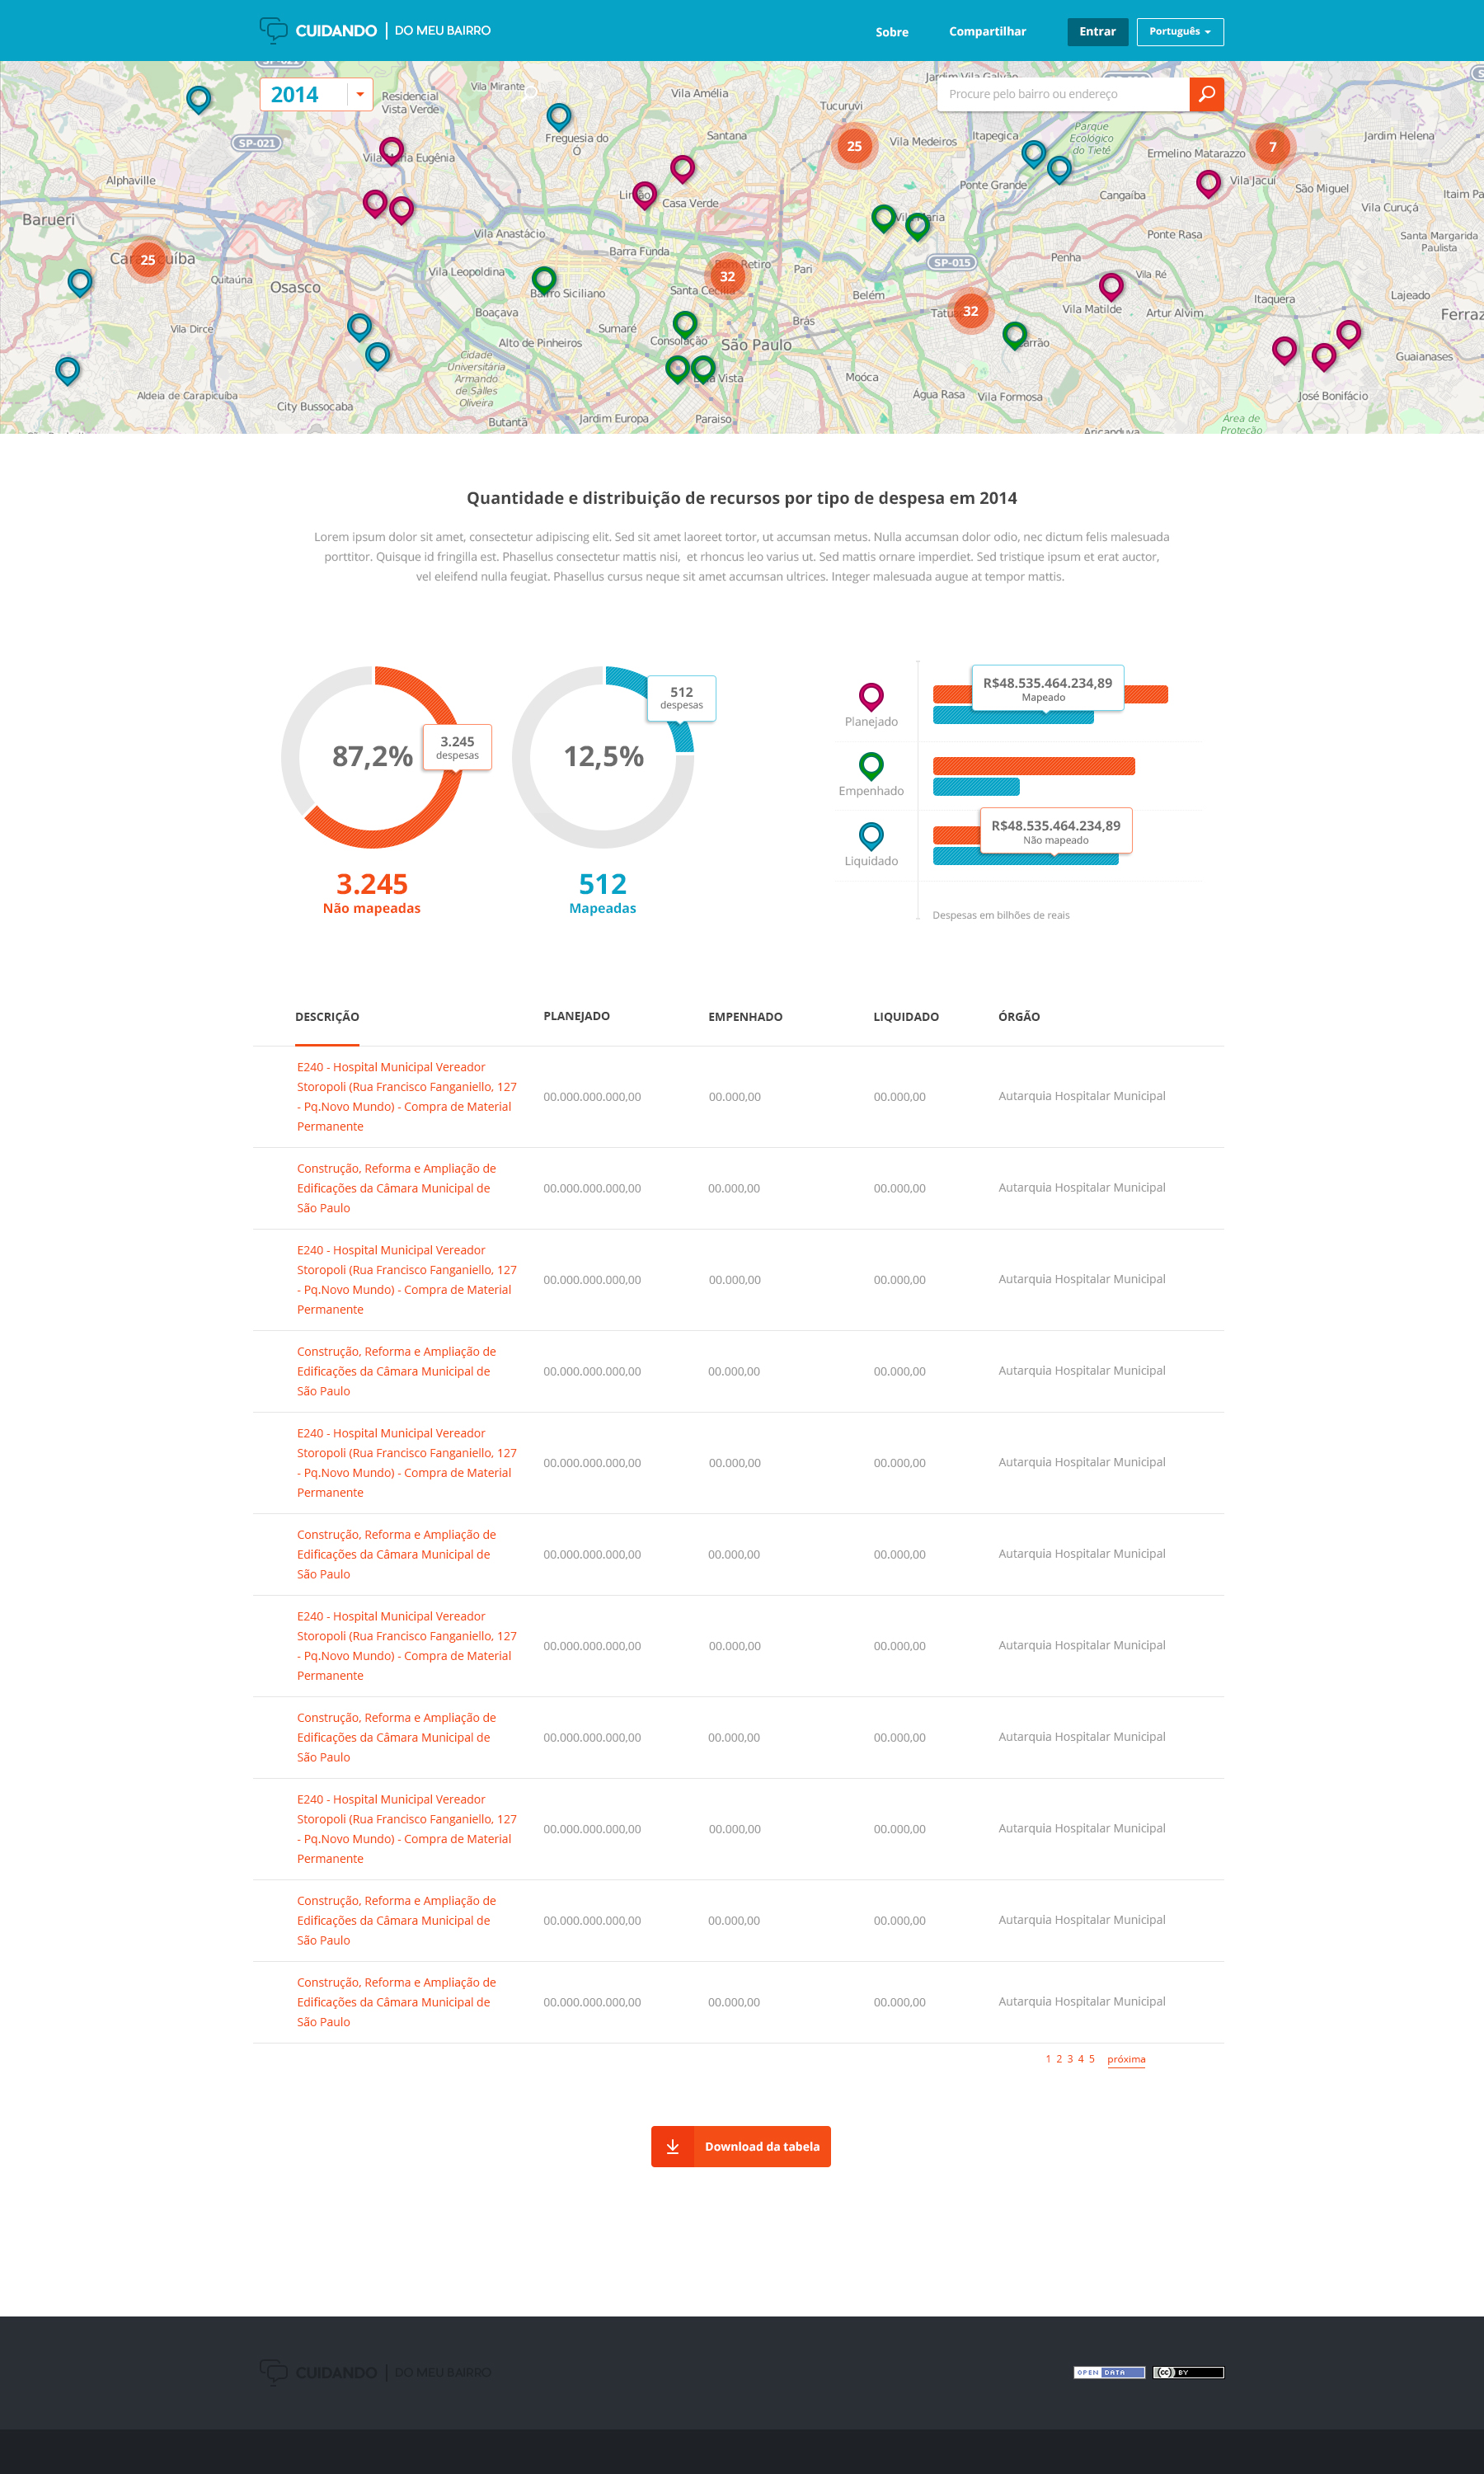 CUIDANDO | DO MEU BAIRRO
Sobre
Compartilhar
Entrar
Português
2014
Procure pelo bairro ou endereço
Residencial
Vista Verde
Vila Mirante
Vila Amélia
Jardim Vila Galvão
Tucuruvi
Freguesia do
Ó
Santana
Vila Medeiros
Itapegica
Parque
Ecológico
do Tietê
Ermelino Matarazzo
Jardim Helena
SP-021
25
7
Alphaville
Casa Verde
Ponte Grande
Cangaíba
Vila Jacuí
São Miguel
Vila Curuçá
Barueri
Vila Anastácio
Barra Funda
Ponte Rasa
Santa Margarida
Paulista
25
Quitaúna
Osasco
Vila Leopoldina
32
Pari
SP-015
Penha
Vila Ré
Boaçava
Belém
32
Vila Matilde
Artur Alvim
Itaquera
Lajeado
Vila Dirce
Alto de Pinheiros
Sumaré
Consolação
São Paulo
Brás
Guaianases
Cidade
Universitária
Armando
de Salles
Oliveira
Aldeia de Carapicuíba
City Bussocaba
Butantã
Jardim Europa
Paraiso
Moóca
Água Rasa
Vila Formosa
José Bonifácio
Área de
Proteção
Quantidade e distribuição de recursos por tipo de despesa em 2014
Lorem ipsum dolor sit amet, consectetur adipiscing elit. Sed sit amet laoreet tortor, ut accumsan metus. Nulla accumsan dolor odio, nec dictum felis malesuada
porttitor. Quisque id fringilla est. Phasellus consectetur mattis nisi, et rhoncus leo varius ut. Sed mattis ornare imperdiet. Sed tristique ipsum et erat auctor,
vel eleifend nulla feugiat. Phasellus cursus neque sit amet accumsan ultrices. Integer malesuada augue at tempor mattis.
87,2%
3.245
despesas
3.245
Não mapeadas
12,5%
512
despesas
512
Mapeadas
Planejado
R$48.535.464.234,89
Mapeado
Empenhado
Liquidado
R$48.535.464.234,89
Não mapeado
Despesas em bilhões de reais
DESCRIÇÃO PLANEJADO EMPENHADO LIQUIDADO ÓRGÃO
E240 - Hospital Municipal Vereador
Storopoli (Rua Francisco Fanganiello, 127
- Pq.Novo Mundo) - Compra de Material
Permanente
00.000.000.000,00 00.000,00 00.000,00 Autarquia Hospitalar Municipal
Construção, Reforma e Ampliação de
Edificações da Câmara Municipal de
São Paulo
00.000.000.000,00 00.000,00 00.000,00 Autarquia Hospitalar Municipal
E240 - Hospital Municipal Vereador
Storopoli (Rua Francisco Fanganiello, 127
- Pq.Novo Mundo) - Compra de Material
Permanente
00.000.000.000,00 00.000,00 00.000,00 Autarquia Hospitalar Municipal
Construção, Reforma e Ampliação de
Edificações da Câmara Municipal de
São Paulo
00.000.000.000,00 00.000,00 00.000,00 Autarquia Hospitalar Municipal
E240 - Hospital Municipal Vereador
Storopoli (Rua Francisco Fanganiello, 127
- Pq.Novo Mundo) - Compra de Material
Permanente
00.000.000.000,00 00.000,00 00.000,00 Autarquia Hospitalar Municipal
Construção, Reforma e Ampliação de
Edificações da Câmara Municipal de
São Paulo
00.000.000.000,00 00.000,00 00.000,00 Autarquia Hospitalar Municipal
E240 - Hospital Municipal Vereador
Storopoli (Rua Francisco Fanganiello, 127
- Pq.Novo Mundo) - Compra de Material
Permanente
00.000.000.000,00 00.000,00 00.000,00 Autarquia Hospitalar Municipal
Construção, Reforma e Ampliação de
Edificações da Câmara Municipal de
São Paulo
00.000.000.000,00 00.000,00 00.000,00 Autarquia Hospitalar Municipal
E240 - Hospital Municipal Vereador
Storopoli (Rua Francisco Fanganiello, 127
- Pq.Novo Mundo) - Compra de Material
Permanente
00.000.000.000,00 00.000,00 00.000,00 Autarquia Hospitalar Municipal
Construção, Reforma e Ampliação de
Edificações da Câmara Municipal de
São Paulo
00.000.000.000,00 00.000,00 00.000,00 Autarquia Hospitalar Municipal
Construção, Reforma e Ampliação de
Edificações da Câmara Municipal de
São Paulo
00.000.000.000,00 00.000,00 00.000,00 Autarquia Hospitalar Municipal
1 2 3 4 5 próxima
Download da tabela
CUIDANDO | DO MEU BAIRRO
OPEN DATA
cc BY